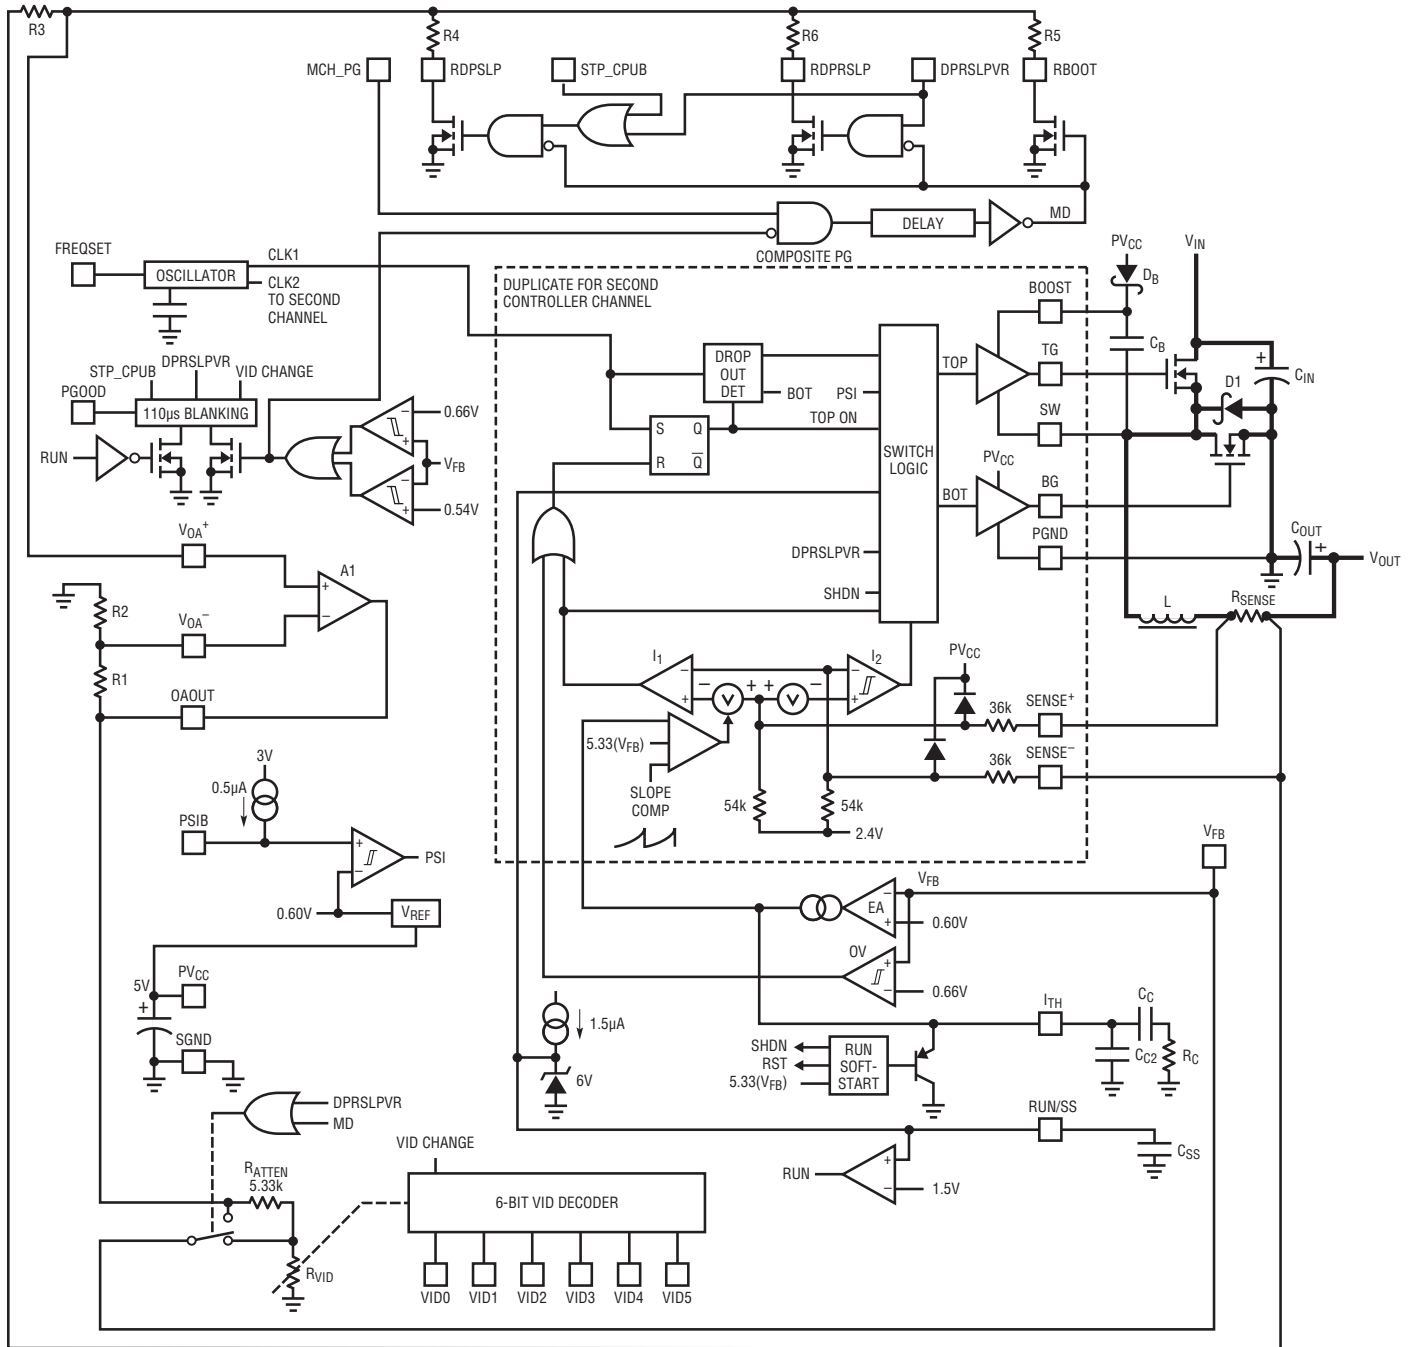 R3
R4
R6
R5
MCH_PG
RDPSLP
STP_CPUB
RDPRSLP
DPRSLPVR
RBOOT
DELAY
MD
COMPOSITE PG
FREQSET
OSCILLATOR
CLK1
CLK2
TO SECOND
CHANNEL
DUPLICATE FOR SECOND
CONTROLLER CHANNEL
PVCC
VIN
DB
BOOST
CB
TOP
TG
D1
+
CIN
SW
DROP
OUT
DET
BOT
PSI
TOP ON
S
Q
R
Q
SWITCH
LOGIC
PVCC
BOT
BG
PGND
COUT
+
VOUT
DPRSLPVR
SHDN
L
RSENSE
STP_CPUB
DPRSLPVR
VID CHANGE
PGOOD
110µs BLANKING
RUN
–
0.66V
+
VFB
–
+
0.54V
VOA+
A1
+
–
R2
VOA–
R1
OAOUT
I1
–
+
–
V
+
+
V
–
I2
–
+
PVCC
36k
SENSE+
36k
SENSE–
5.33(VFB)
SLOPE
COMP
54k
54k
2.4V
3V
0.5µA
PSIB
+
–
PSI
0.60V
VREF
5V
PVCC
+
SGND
VFB
VFB
–
EA
+
0.60V
OV
+
–
0.66V
1.5µA
6V
ITH
CC
CC2
RC
SHDN
RST
5.33(VFB)
RUN
SOFT-
START
RUN/SS
CSS
RUN
+
–
1.5V
DPRSLPVR
MD
RATTEN
5.33k
RVID
VID CHANGE
6-BIT VID DECODER
VID0
VID1
VID2
VID3
VID4
VID5